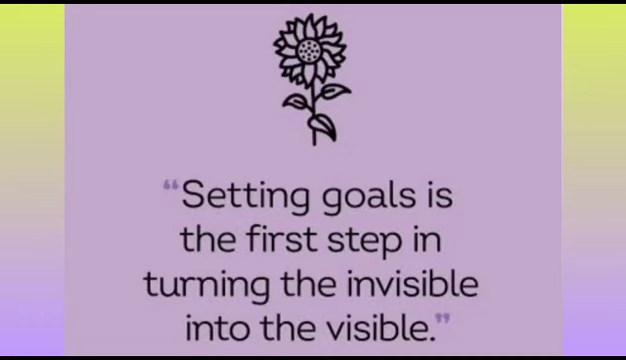 “Setting goals is
the first step in
turning the invisible
into the visible.”